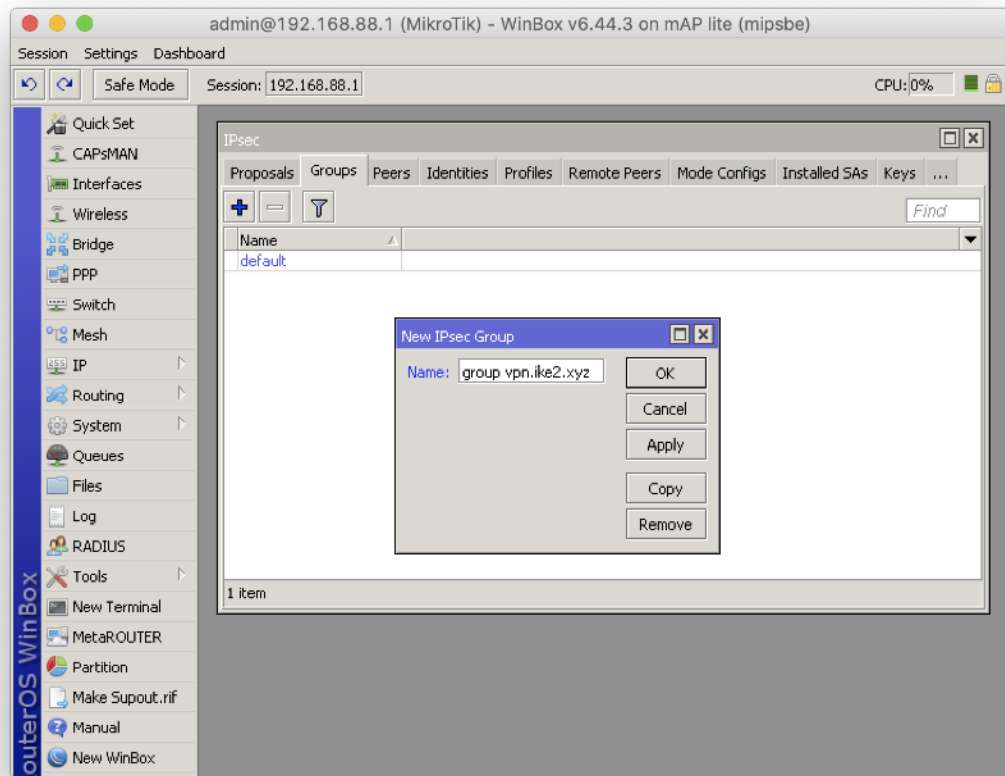 admin@192.168.88.1 (MikroTik) - WinBox v6.44.3 on mAP lite (mipsbe)
Session Settings Dashboard
Safe Mode Session: 192.168.88.1 CPU: 0%
Quick Set
CAPsMAN
Interfaces
Wireless
Bridge
PPP
Switch
Mesh
IP
Routing
System
Queues
Files
Log
RADIUS
Tools
New Terminal
MetaROUTER
Partition
Make Supout.rif
Manual
New WinBox
outerOS WinBox
IPsec
Proposals Groups Peers Identities Profiles Remote Peers Mode Configs Installed SAs Keys ...
Find
Name
default
New IPsec Group
Name: group vpn.ike2.xyz
OK
Cancel
Apply
Copy
Remove
1 item